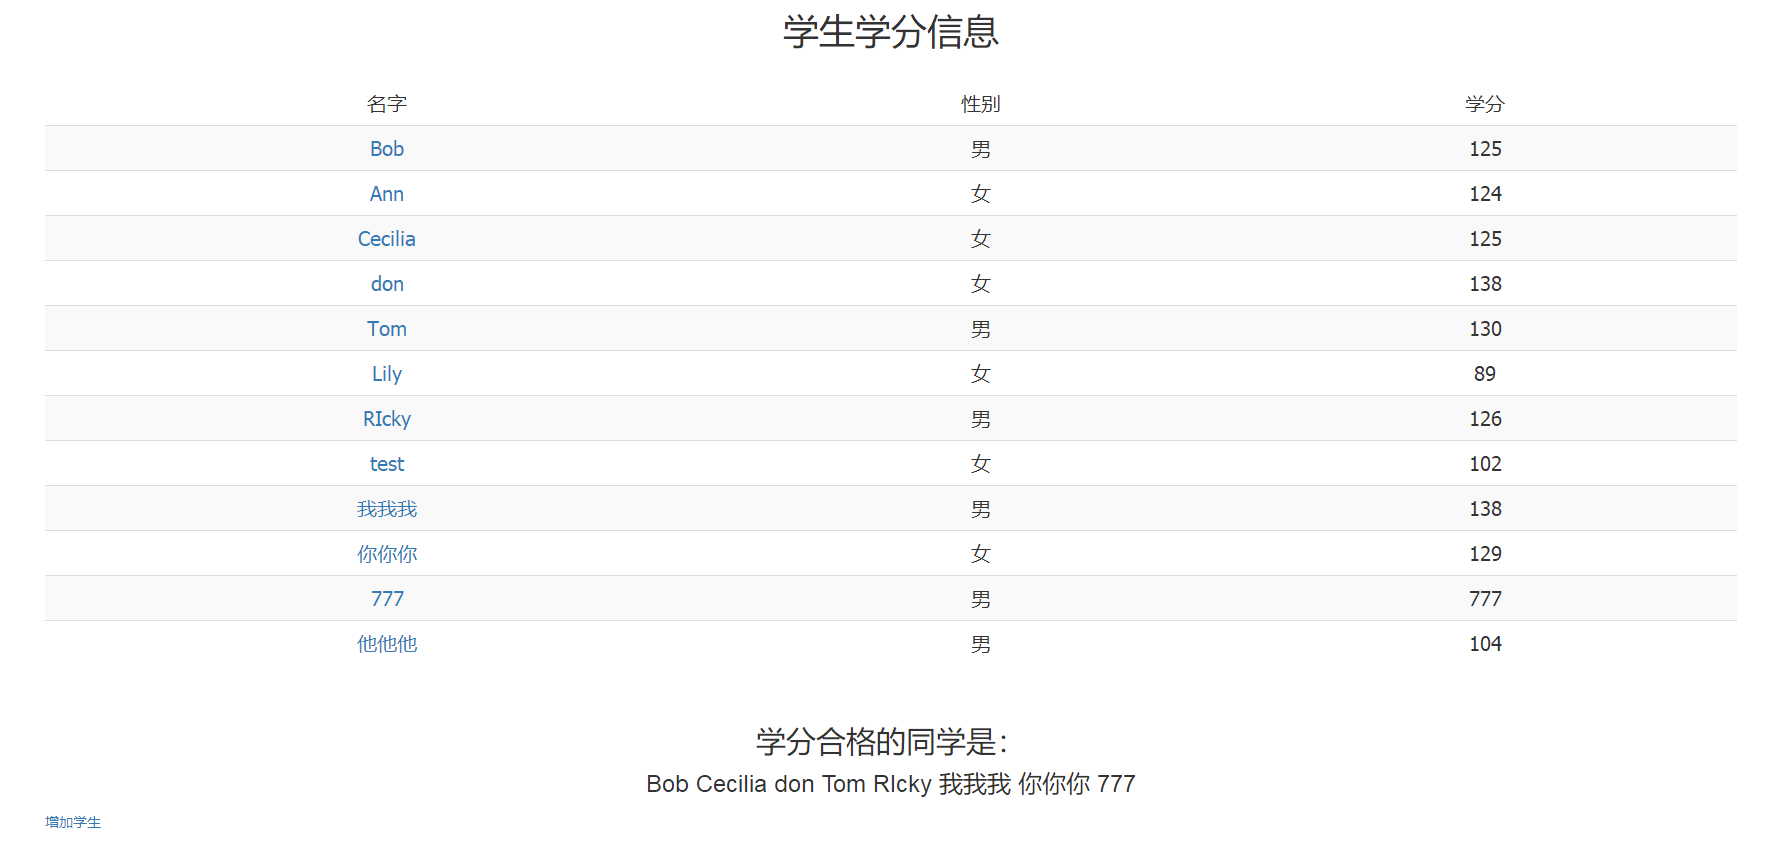 学生学分信息
名字 性别 学分
Bob 男 125
Ann 女 124
Cecilia 女 125
don 女 138
Tom 男 130
Lily 女 89
RIcky 男 126
test 女 102
我我我 男 138
你你你 女 129
777 男 777
他他他 男 104
学分合格的同学是：
Bob Cecilia don Tom RIcky 我我我 你你你 777
增加学生